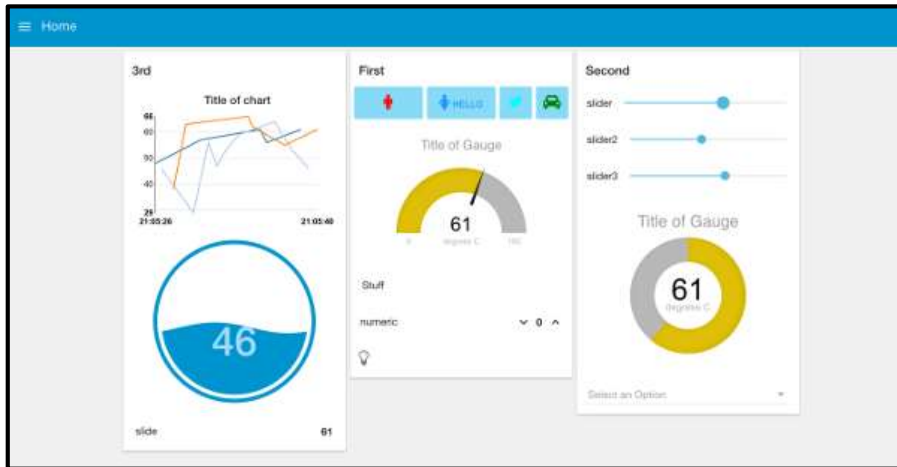 Home
3rd
Title of chart
60
40
21:05:26 21:05:40
46
slide 61
First
HELLO
Title of Gauge
61
0 degrees C 100
Stuff
numeric 0
Second
slider
slider2
slider3
Title of Gauge
61
degrees C
Select an Option